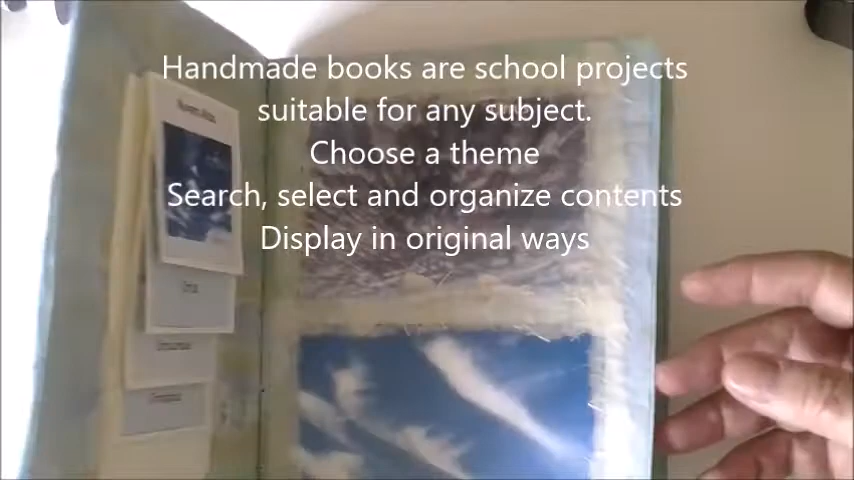 Handmade books are school projects
suitable for any subject.
Choose a theme
Search, select and organize contents
Display in original ways